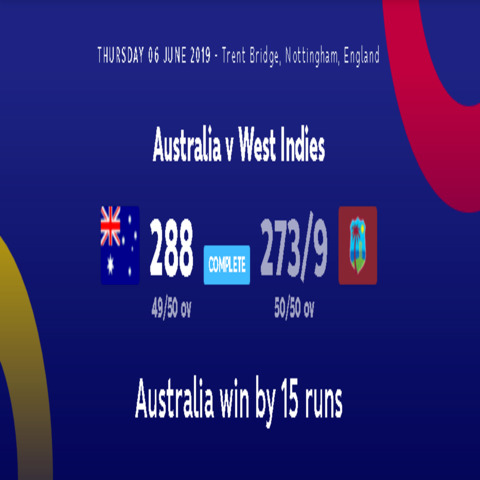 THURSDAY 06 JUNE 2019 - Trent Bridge, Nottingham, England
Australia v West Indies
288 COMPLETE 273/9
49/50 ov 50/50 ov
Australia win by 15 runs